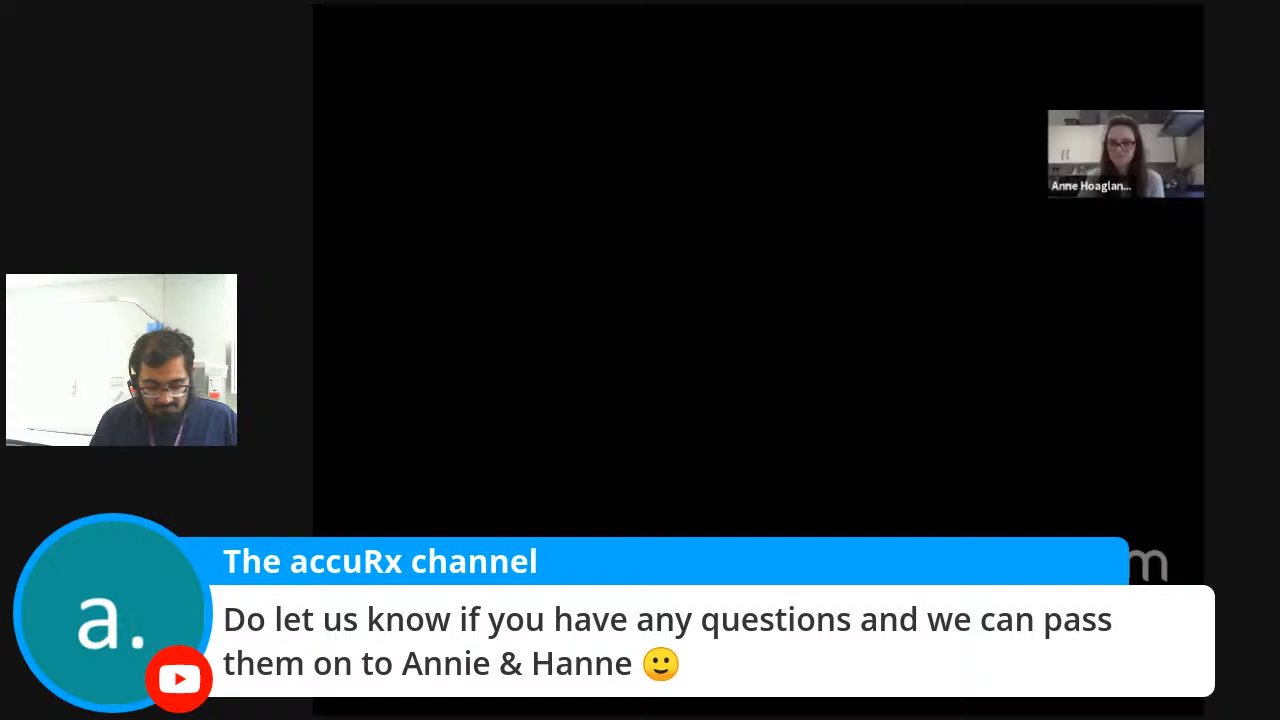 Anne Hoaglan...
The accuRx channel
m
a.
Do let us know if you have any questions and we can pass
them on to Annie & Hanne 🙂